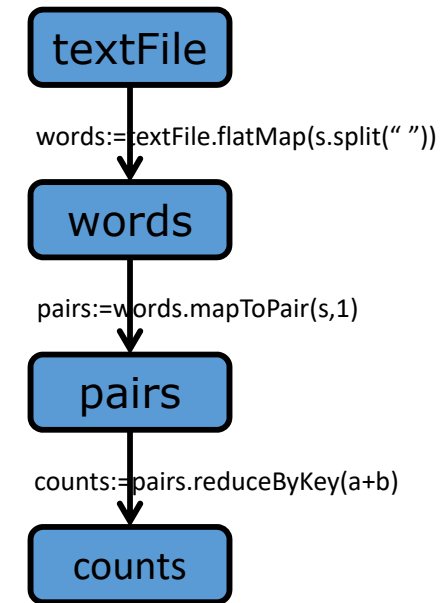 textFile
words:=textFile.flatMap(s.split(“ ”))
words
pairs:=words.mapToPair(s,1)
pairs
counts:=pairs.reduceByKey(a+b)
counts